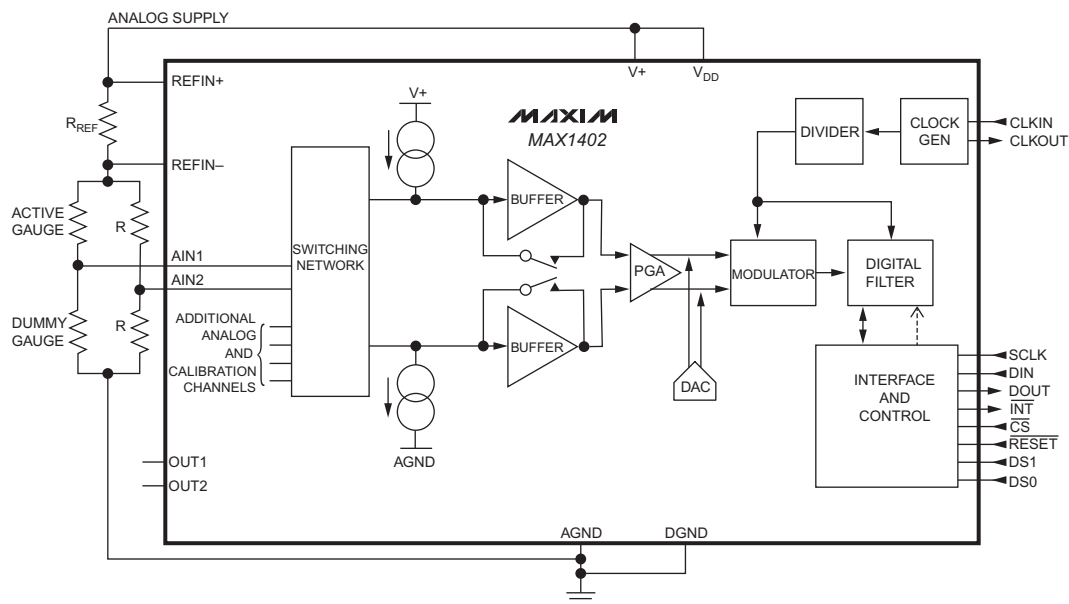 ANALOG SUPPLY
REFIN+
V+
VDD
RREF
V+
MAXIM
MAX1402
DIVIDER
CLOCK
GEN
CLKIN
CLKOUT
REFIN–
ACTIVE
GAUGE
R
BUFFER
SWITCHING
NETWORK
AIN1
AIN2
PGA
MODULATOR
DIGITAL
FILTER
DUMMY
GAUGE
R
ADDITIONAL
ANALOG
AND
CALIBRATION
CHANNELS
BUFFER
DAC
INTERFACE
AND
CONTROL
SCLK
DIN
DOUT
INT
CS
RESET
DS1
DS0
AGND
OUT1
OUT2
AGND
DGND